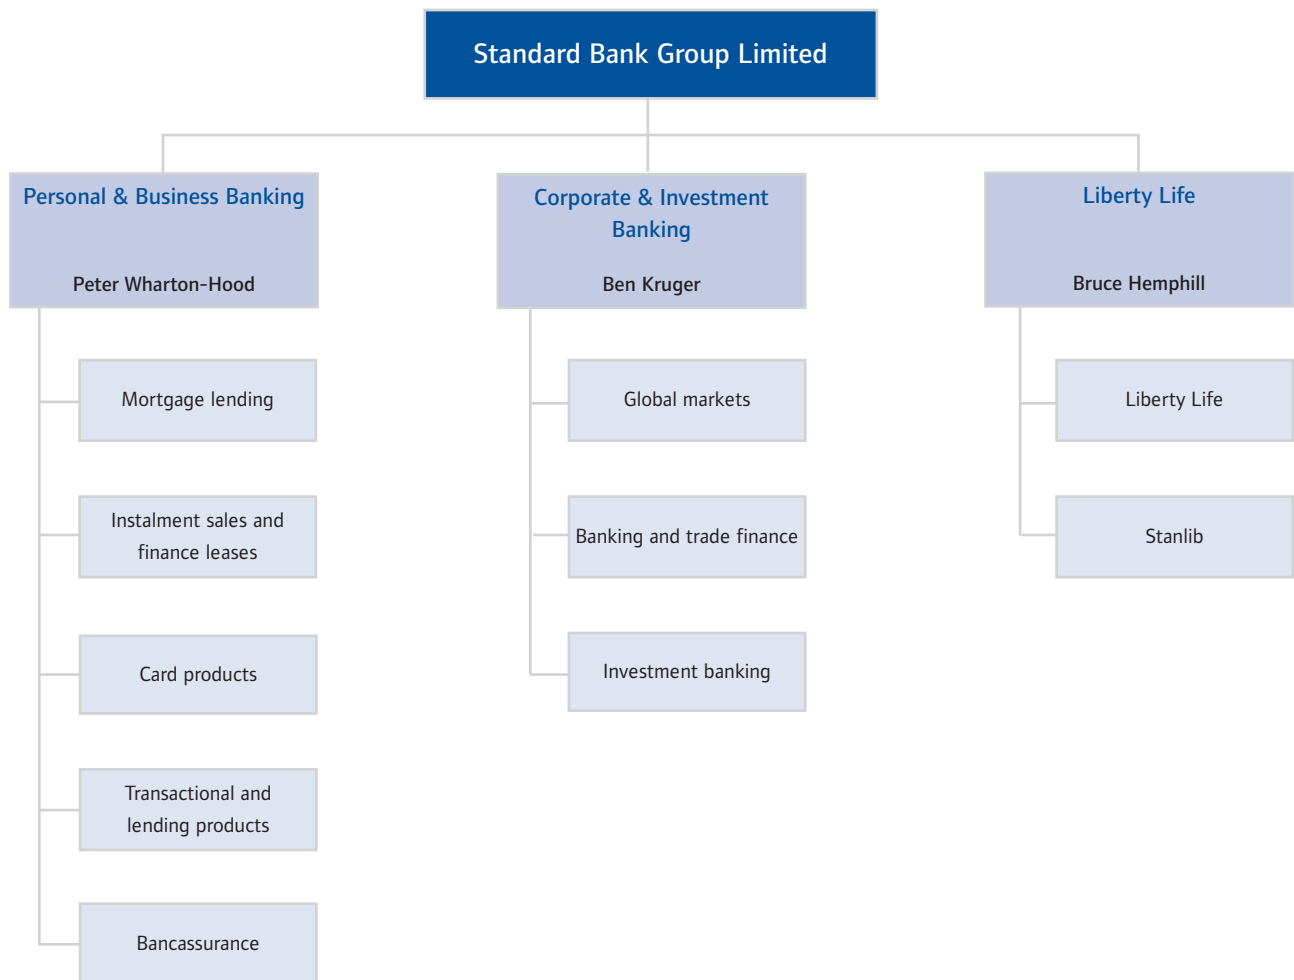 Standard Bank Group Limited
Personal & Business Banking
Peter Wharton-Hood
Mortgage lending
Instalment sales and
finance leases
Card products
Transactional and
lending products
Bancassurance
Corporate & Investment
Banking
Ben Kruger
Global markets
Banking and trade finance
Investment banking
Liberty Life
Bruce Hemphill
Liberty Life
Stanlib